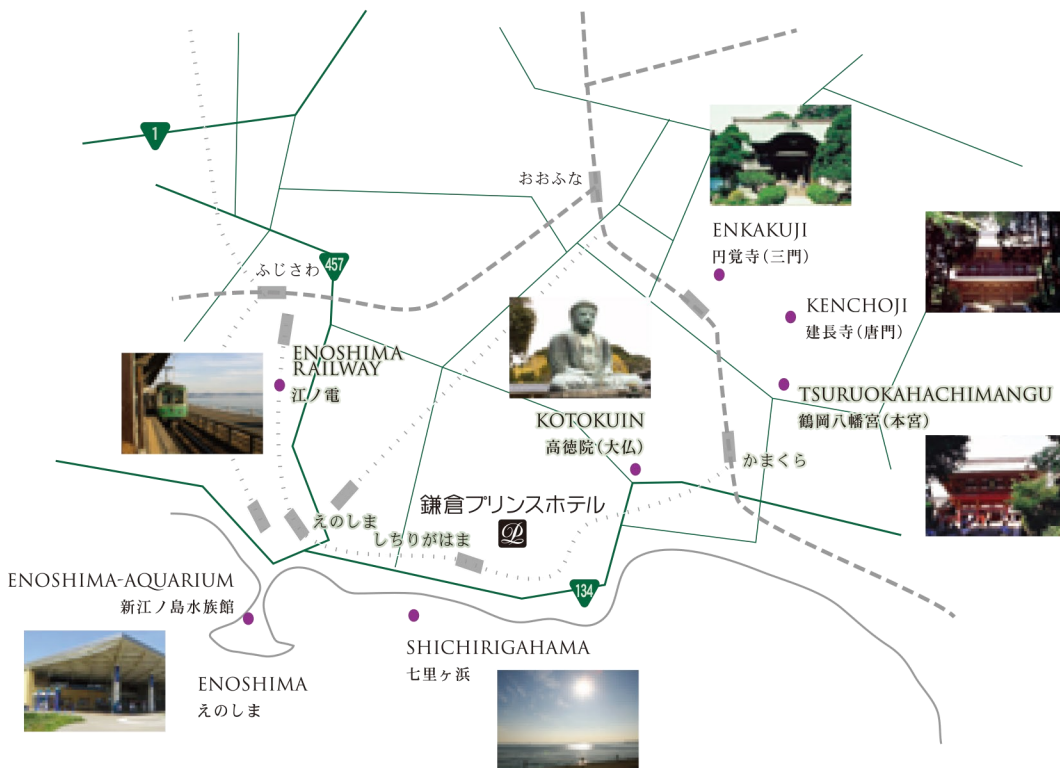 1
おおふな
ENKAKUJI
円覚寺(三門)
ふじさわ
457
KENCHOJI
建長寺(唐門)
ENOSHIMA
RAILWAY
江ノ電
TSURUOKAHACHIMANGU
鶴岡八幡宮(本宮)
KOTOKUIN
高徳院(大仏)
かまくら
鎌倉プリンスホテル
P
えのしま
しちりがはま
134
ENOSHIMA-AQUARIUM
新江ノ島水族館
SHICHIRIGAHAMA
七里ヶ浜
ENOSHIMA
えのしま